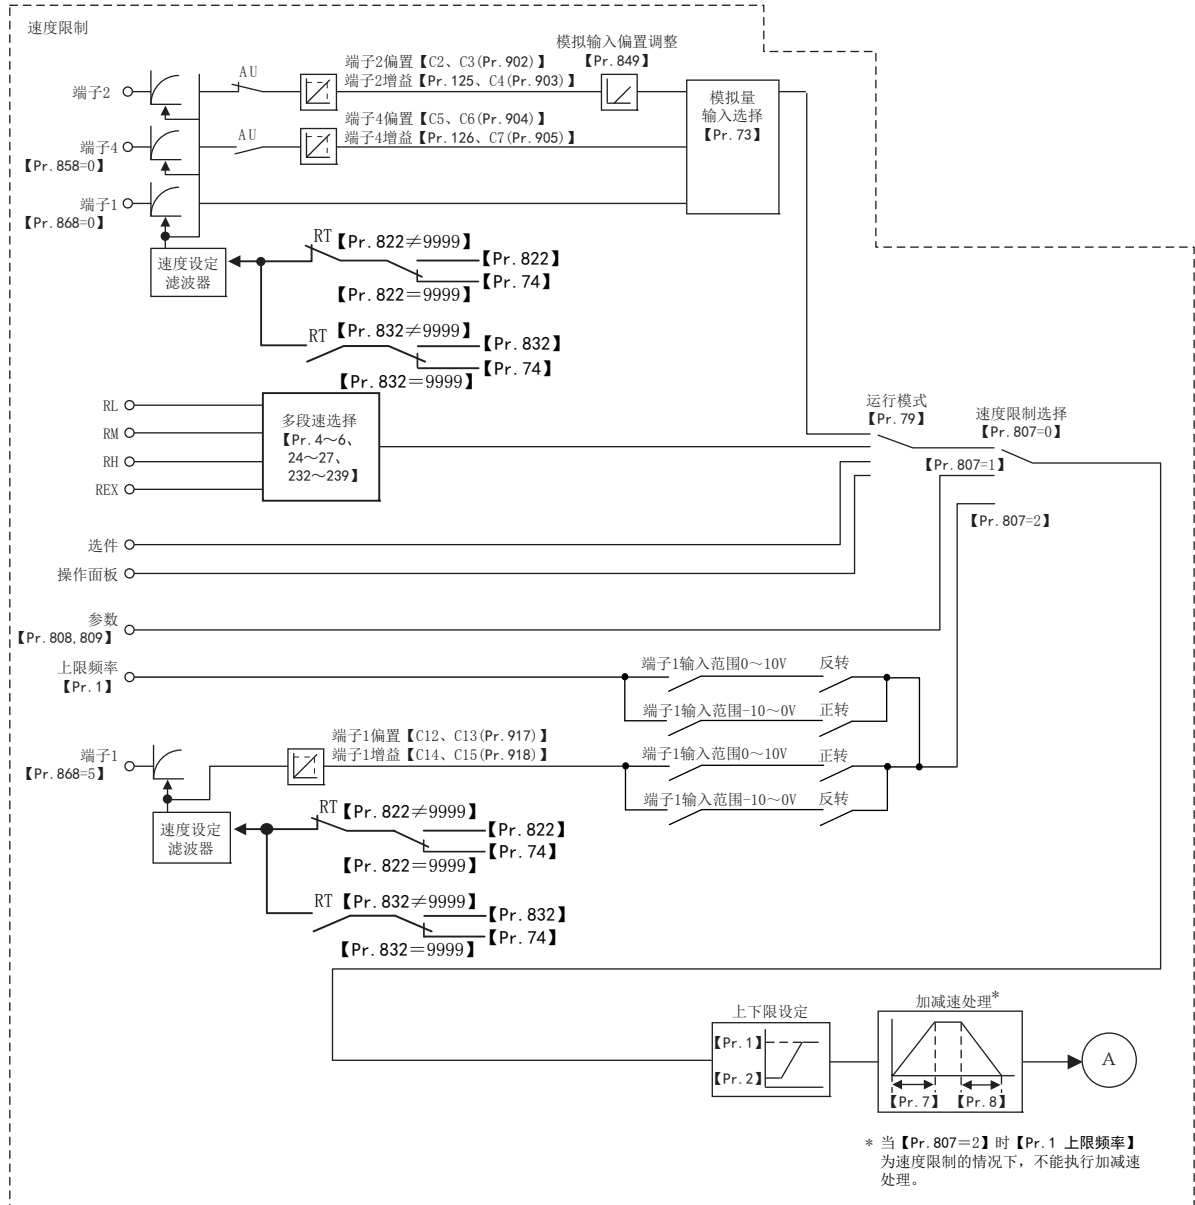 速度限制
模拟输入偏置调整
【Pr.849】
端子2偏置【C2、C3(Pr.902)】
端子2增益【Pr.125、C4(Pr.903)】
端子2
AU
模拟量
输入选择
【Pr.73】
端子4偏置【C5、C6(Pr.904)】
端子4增益【Pr.126、C7(Pr.905)】
端子4
【Pr.858=0】
AU
端子1
【Pr.868=0】
速度设定
滤波器
RT【Pr.822≠9999】
【Pr.822】
【Pr.74】
【Pr.822=9999】
RT【Pr.832≠9999】
【Pr.832】
【Pr.74】
【Pr.832=9999】
RL
RM
RH
REX
多段速选择
【Pr.4～6、
24～27、
232～239】
运行模式
【Pr.79】
速度限制选择
【Pr.807=0】
【Pr.807=1】
【Pr.807=2】
选件
操作面板
参数
【Pr.808,809】
上限频率
【Pr.1】
端子1输入范围0～10V 反转
端子1输入范围-10～0V 正转
端子1偏置【C12、C13(Pr.917)】
端子1增益【C14、C15(Pr.918)】
端子1
【Pr.868=5】
端子1输入范围0～10V 正转
端子1输入范围-10～0V 反转
速度设定
滤波器
RT【Pr.822≠9999】
【Pr.822】
【Pr.74】
【Pr.822=9999】
RT【Pr.832≠9999】
【Pr.832】
【Pr.74】
【Pr.832=9999】
上下限设定
【Pr.1】
【Pr.2】
加减速处理*
【Pr.7】 【Pr.8】
A
* 当【Pr.807=2】时【Pr.1 上限频率】
为速度限制的情况下，不能执行加减速
处理。